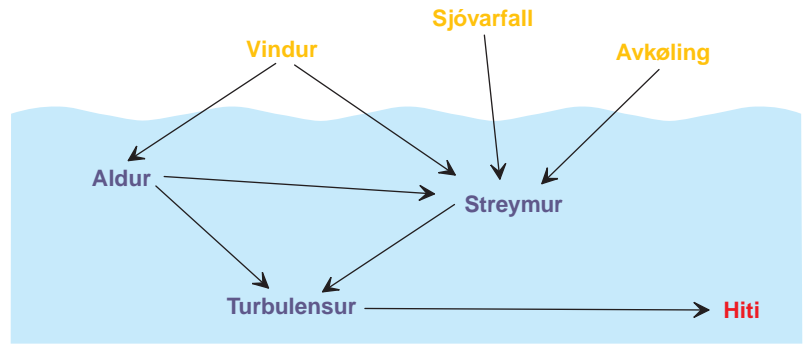 Sjóvarfall
Vindur
Avkøling
Aldur
Streymur
Turbulensur
Hiti